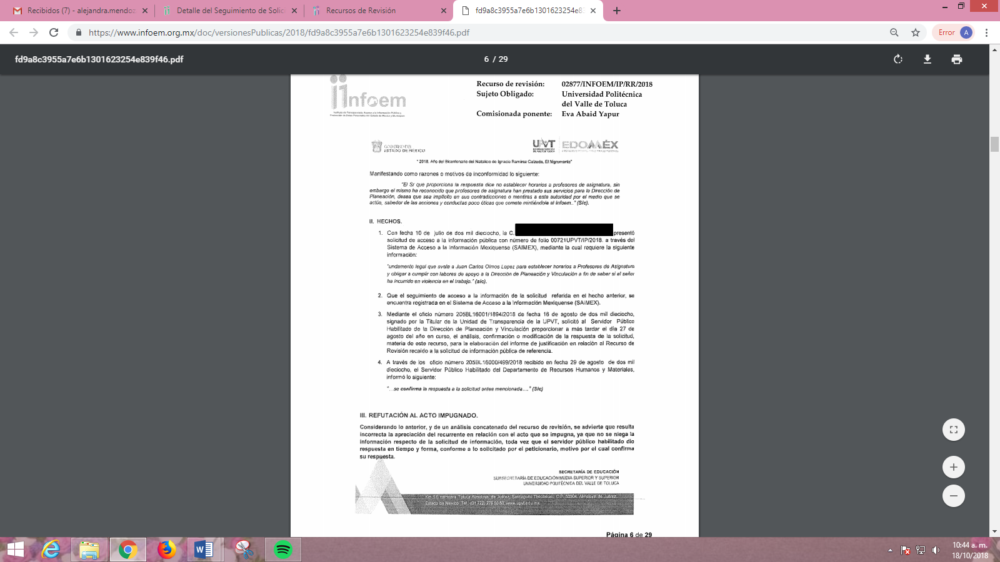 Recibidos (7) - alejandra.mendoz
Detalle del Seguimiento de Solici
Recursos de Revisión
fd9a8c3955a7e6b1301623254e83
https://www.infoem.org.mx/doc/versionesPublicas/2018/fd9a8c3955a7e6b1301623254e839f46.pdf
Error A
fd9a8c3955a7e6b1301623254e839f46.pdf
6 / 29
infoem
Instituto de Transparencia, Acceso a la Información Pública y
Protección de Datos Personales del Estado de México y Municipios
Recurso de revisión: 02877/INFOEM/IP/RR/2018
Sujeto Obligado: Universidad Politécnica
del Valle de Toluca
Comisionada ponente: Eva Abaid Yapur
GOBIERNO DEL
ESTADO DE MÉXICO
UPVT
EDOMÉX
" 2018. Año del Bicentenario del Natalicio de Ignacio Ramírez Calzada, El Nigromante"
Manifestando como razones o motivos de inconformidad lo siguiente:
"El Sr que proporciona la respuesta dice no establecer horarios a profesores de asignatura, sin
embargo el mismo ha reconocido que profesores de asignatura han prestado sus servicios para la Dirección de
Planeación, desea que sea implícito en sus contradicciones o mentiras a esta autoridad por el medio que se
actúa, sabedor de las acciones y conductas poco éticas que comete mintiéndole al Infoem.." (Sic).
II. HECHOS.
1. Con fecha 10 de julio de dos mil dieciocho, la C. presentó
solicitud de acceso a la información pública con número de folio 00721UPVT/IP/2018. a través del
Sistema de Acceso a la Información Mexiquense (SAIMEX), mediante la cual requiere la siguiente
información:
"undamento legal que avale a Juan Carlos Olmos Lopez para establecer horarios a Profesores de Asignatura
y obligar a cumplir con labores de apoyo a la Dirección de Planeación y Vinculación a fin de saber si el señor
ha incurrido en violencia en el trabajo." (sic).
2. Que el seguimiento de acceso a la información de la solicitud referida en el hecho anterior, se
encuentra registrada en el Sistema de Acceso a la Información Mexiquense (SAIMEX).
3. Mediante el oficio número 205BL16001/1894/2018 de fecha 16 de agosto de dos mil dieciocho,
signado por la Titular de la Unidad de Transparencia de la UPVT, solicitó al Servidor Público
Habilitado de la Dirección de Planeación y Vinculación proporcionar a más tardar el día 27 de
agosto del año en curso, el análisis, confirmación o modificación de la respuesta de la solicitud,
materia de este recurso, para la elaboración del informe de justificación en relación al Recurso de
Revisión recaído a la solicitud de información pública de referencia.
4. A través de los oficio número 205BL16000/499/2018 recibido en fecha 29 de agosto de dos mil
dieciocho, el Servidor Público Habilitado del Departamento de Recursos Humanos y Materiales,
informó lo siguiente:
"...se confirma la respuesta a la solicitud antes mencionada...." (Sic)
III. REFUTACIÓN AL ACTO IMPUGNADO.
Considerando lo anterior, y de un análisis concatenado del recurso de revisión, se advierte que resulta
incorrecta la apreciación del recurrente en relación con el acto que se impugna, ya que no se niega la
información respecto de la solicitud de información, toda vez que el servidor público habilitado dio
respuesta en tiempo y forma, conforme a lo solicitado por el peticionario, motivo por el cual confirma
su respuesta.
SECRETARÍA DE EDUCACIÓN
SUBSECRETARÍA DE EDUCACIÓN MEDIA SUPERIOR Y SUPERIOR
UNIVERSIDAD POLITÉCNICA DEL VALLE DE TOLUCA
Km 5.6 carretera Toluca-Almoloya de Juárez, Santiaguito Tlalcilalcali, C.P. 50904, Almoloya de Juárez,
Estado de México. Tel. (01 722) 276 60 60. www.upvt.edu.mx
Página 6 de 29
10:44 a. m.
18/10/2018